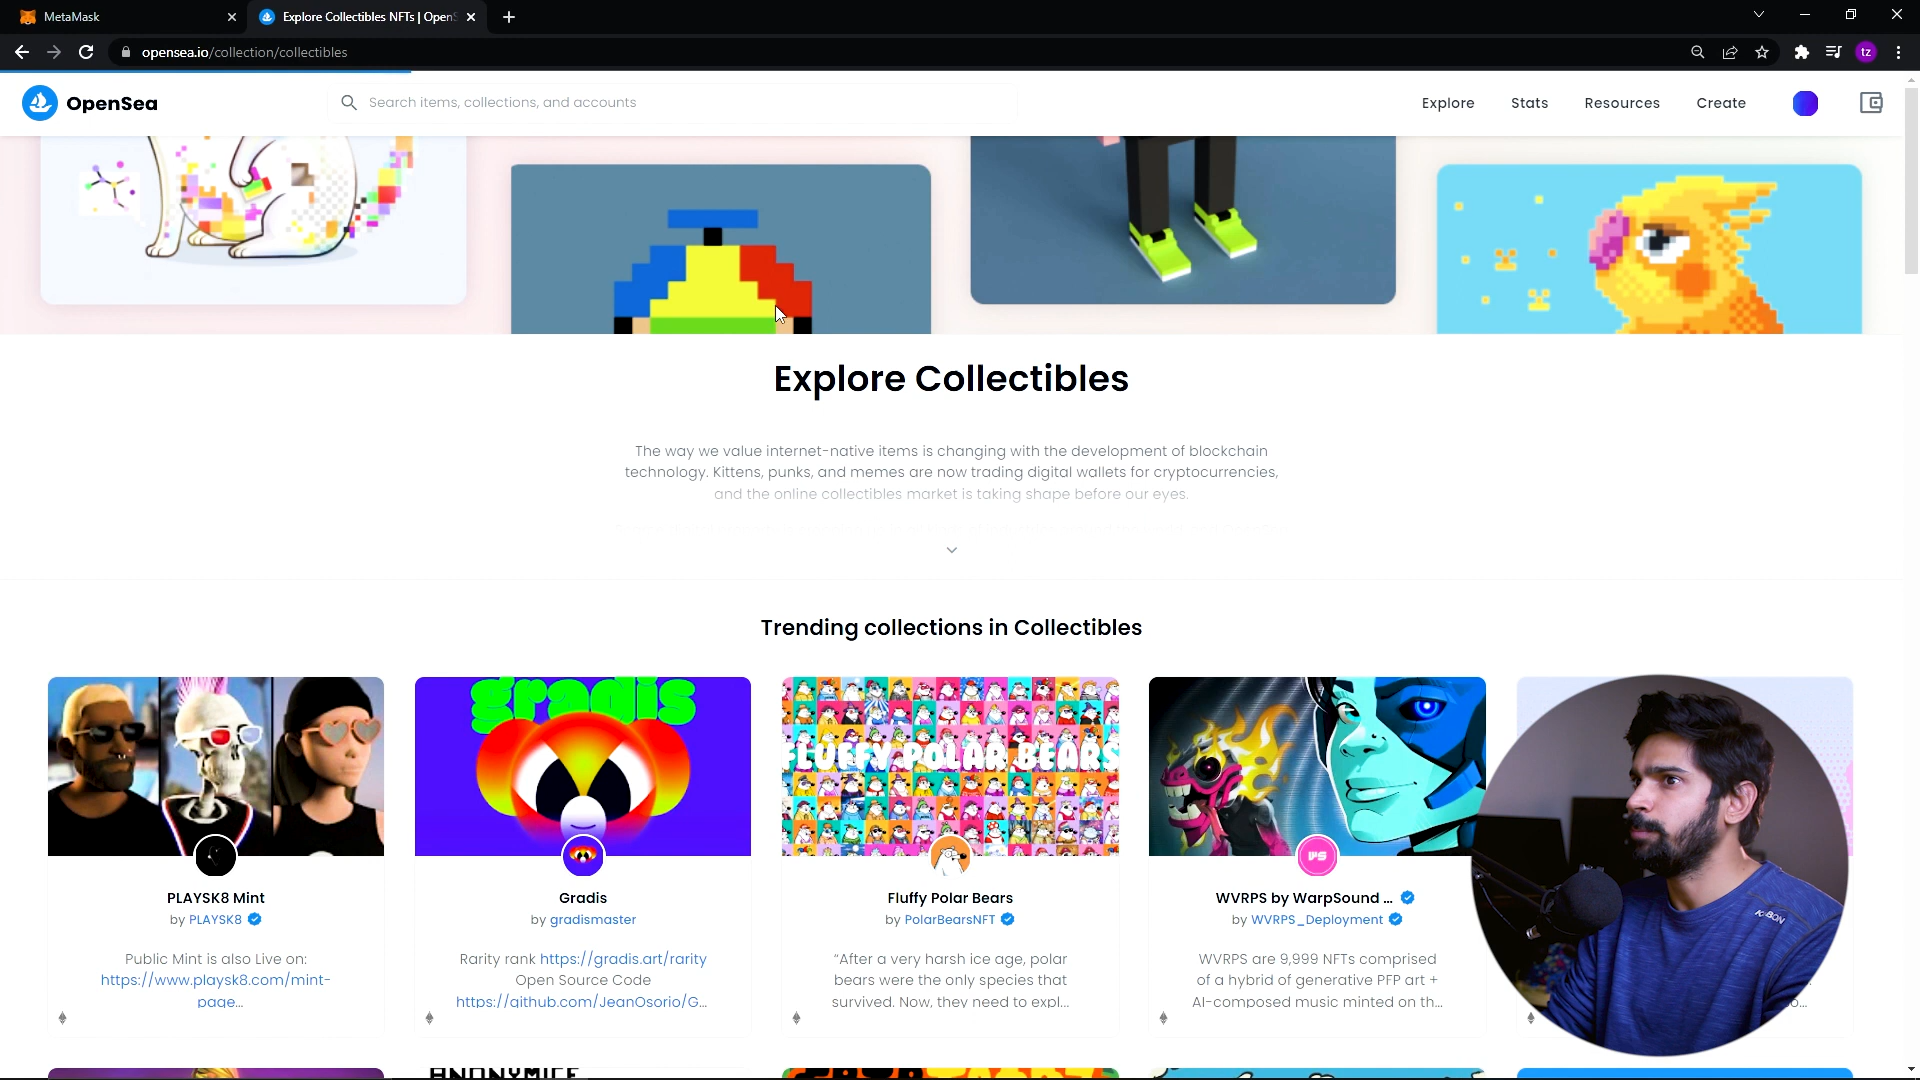 MetaMask
Explore Collectibles NFTs | OpenS
opensea.io/collection/collectibles
tz
OpenSea
Search items, collections, and accounts
Explore
Stats
Resources
Create
Explore Collectibles
The way we value internet-native items is changing with the development of blockchain
technology. Kittens, punks, and memes are now trading digital wallets for cryptocurrencies,
and the online collectibles market is taking shape before our eyes.
Trending collections in Collectibles
gradis
FLUFFY POLAR BEARS
PLAYSK8 Mint
by PLAYSK8
Public Mint is also Live on:
https://www.playsk8.com/mint-
page...
Gradis
by gradismaster
Rarity rank https://gradis.art/rarity
Open Source Code
https://github.com/JeanOsorio/G...
Fluffy Polar Bears
by PolarBearsNFT
“After a very harsh ice age, polar
bears were the only species that
survived. Now, they need to expl...
WVRPS by WarpSound ...
by WVRPS_Deployment
WVRPS are 9,999 NFTs comprised
of a hybrid of generative PFP art +
AI-composed music minted on th...
ANONYMICE